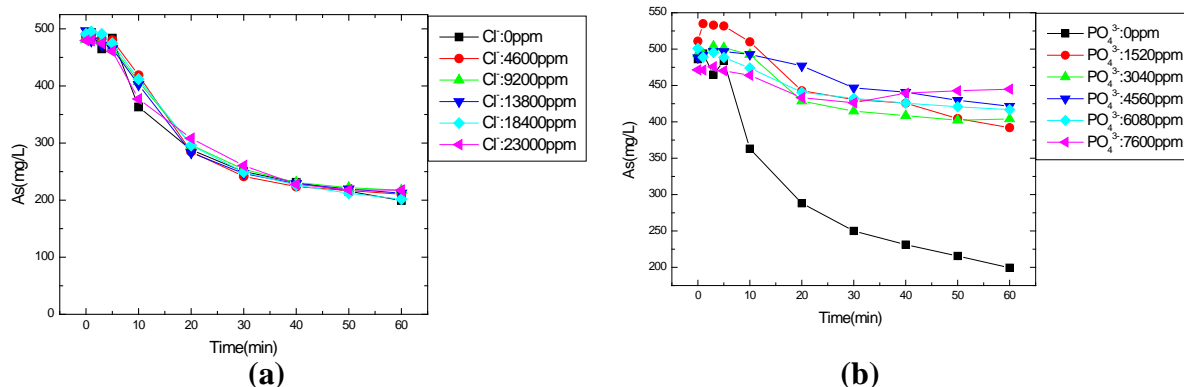 500
400
300
200
100
0
As(mg/L)
0 10 20 30 40 50 60
Time(min)
Cl⁻:0ppm
Cl⁻:4600ppm
Cl⁻:9200ppm
Cl⁻:13800ppm
Cl⁻:18400ppm
Cl⁻:23000ppm
(a)
550
500
450
400
350
300
250
200
As(mg/L)
0 10 20 30 40 50 60
Time(min)
PO₄³⁻:0ppm
PO₄³⁻:1520ppm
PO₄³⁻:3040ppm
PO₄³⁻:4560ppm
PO₄³⁻:6080ppm
PO₄³⁻:7600ppm
(b)